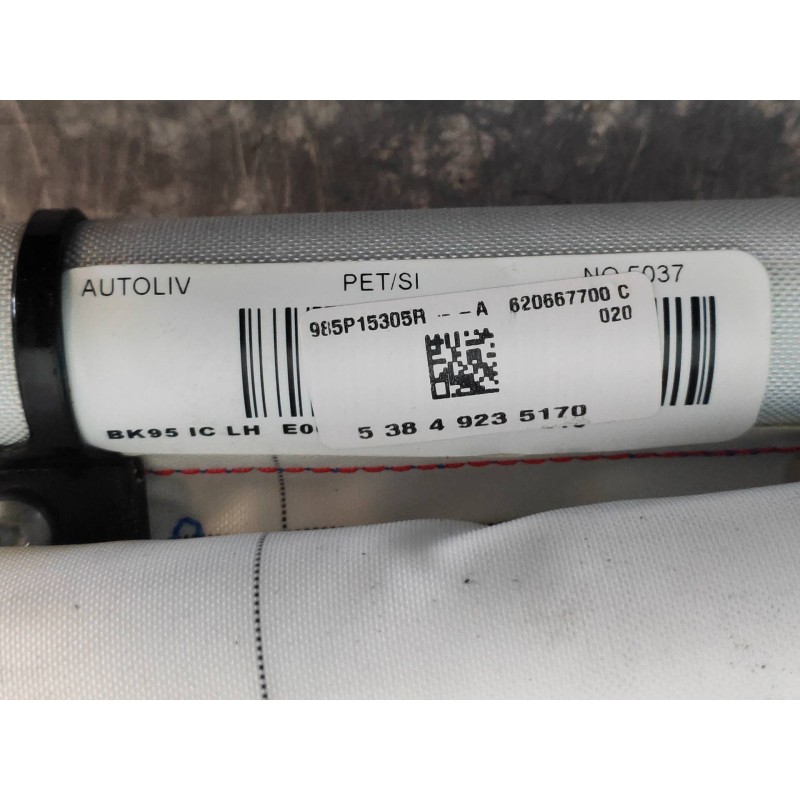 AUTOLIV PET/SI NO 5037
985P15305R -- -A 620667700 C
020
BK95 IC LH
5 38 4 923 5170